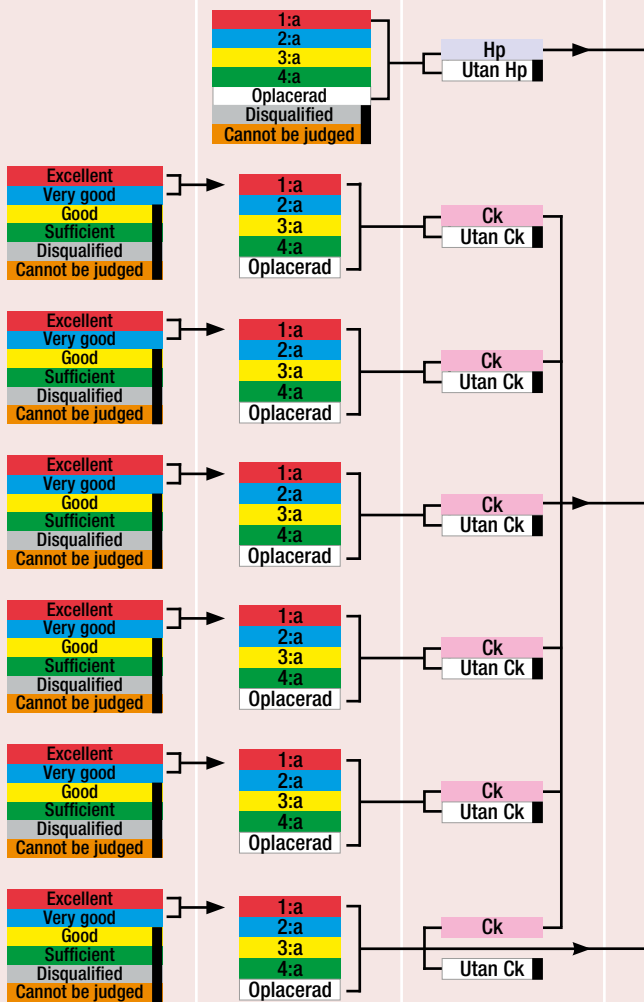 1:a
2:a
3:a
4:a
Oplacerad
Disqualified
Cannot be judged
Hp
Utan Hp
Excellent
Very good
Good
Sufficient
Disqualified
Cannot be judged
1:a
2:a
3:a
4:a
Oplacerad
Ck
Utan Ck
Excellent
Very good
Good
Sufficient
Disqualified
Cannot be judged
1:a
2:a
3:a
4:a
Oplacerad
Ck
Utan Ck
Excellent
Very good
Good
Sufficient
Disqualified
Cannot be judged
1:a
2:a
3:a
4:a
Oplacerad
Ck
Utan Ck
Excellent
Very good
Good
Sufficient
Disqualified
Cannot be judged
1:a
2:a
3:a
4:a
Oplacerad
Ck
Utan Ck
Excellent
Very good
Good
Sufficient
Disqualified
Cannot be judged
1:a
2:a
3:a
4:a
Oplacerad
Ck
Utan Ck
Excellent
Very good
Good
Sufficient
Disqualified
Cannot be judged
1:a
2:a
3:a
4:a
Oplacerad
Ck
Utan Ck